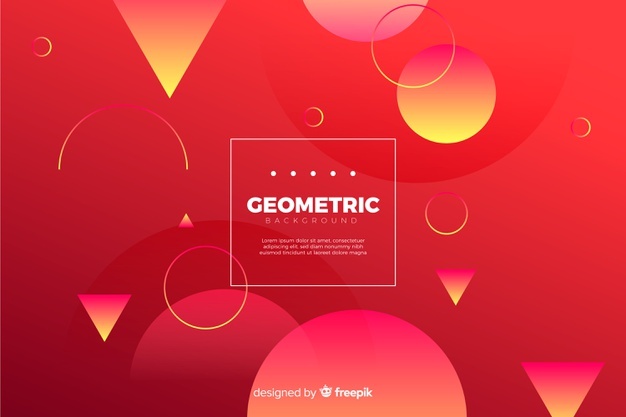 GEOMETRIC
BACKGROUND
Lorem ipsum dolor sit amet, consectetuer
adipiscing elit, sed diam nonummy nibh
euismod tincidunt ut laoreet dolore magna
designed by freepik